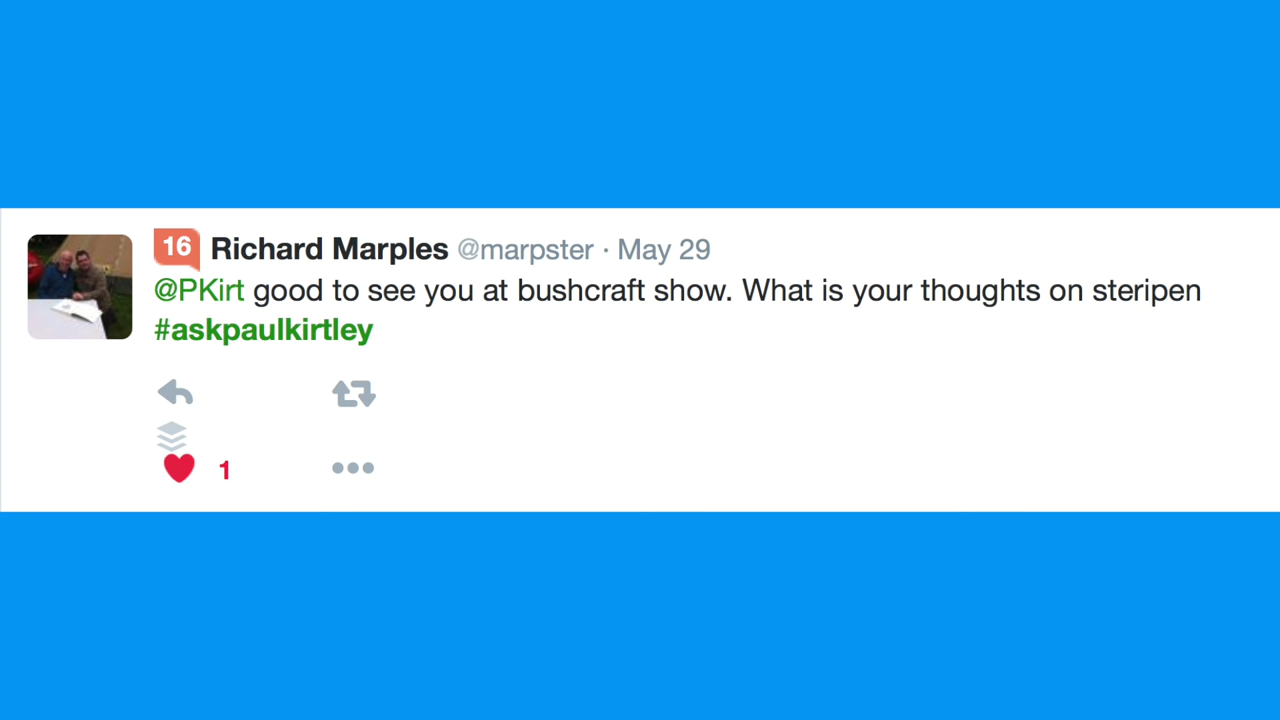 16 Richard Marples @marpster · May 29
@PKirt good to see you at bushcraft show. What is your thoughts on steripen
#askpaulkirtley
1